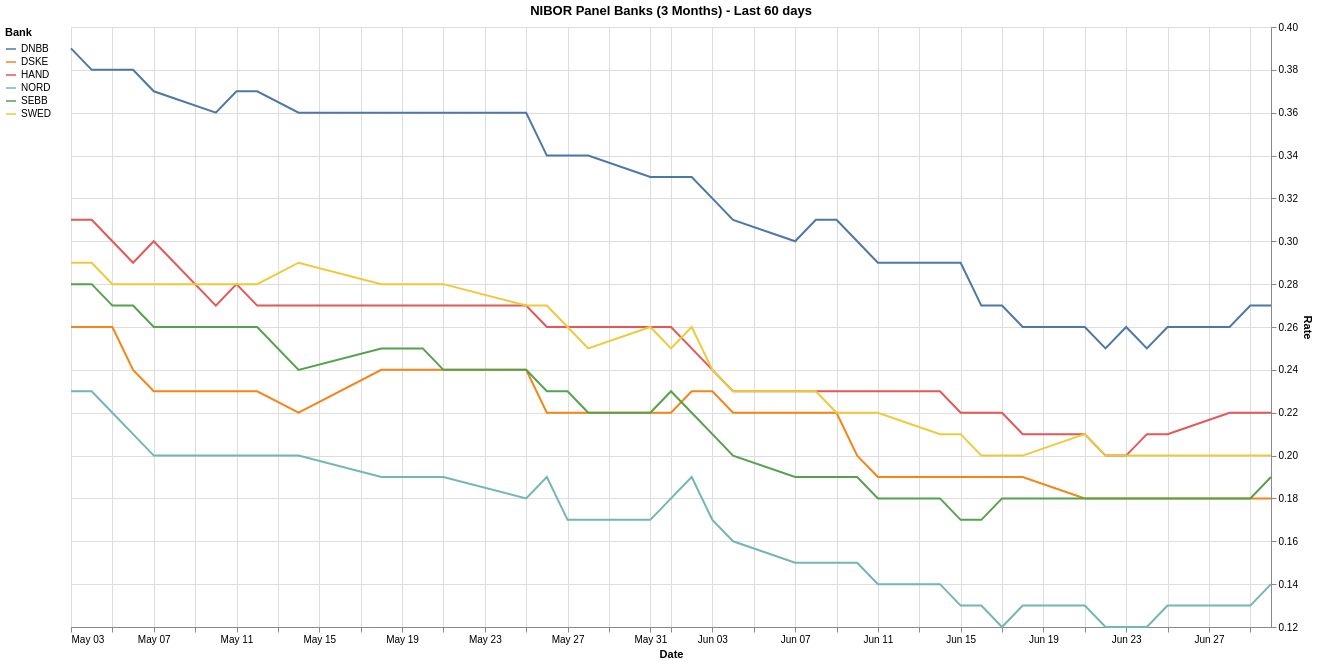 NIBOR Panel Banks (3 Months) - Last 60 days
Bank
DNBB
DSKE
HAND
NORD
SEBB
SWED
0.40
0.38
0.36
0.34
0.32
0.30
0.28
0.26
0.24
0.22
0.20
0.18
0.16
0.14
0.12
Rate
May 03 May 07 May 11 May 15 May 19 May 23 May 27 May 31 Jun 03 Jun 07 Jun 11 Jun 15 Jun 19 Jun 23 Jun 27
Date